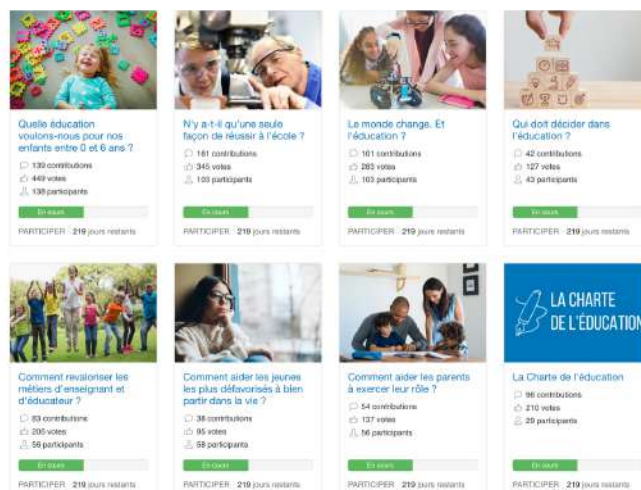 Quelle éducation
voulons-nous pour nos
enfants entre 0 et 6 ans ?
139 contributions
449 votes
138 participants
En cours
PARTICIPER - 219 jours restants
N'y a-t-il qu'une seule
façon de réussir à l'école ?
161 contributions
345 votes
103 participants
En cours
PARTICIPER - 219 jours restants
Le monde change. Et
l'éducation ?
101 contributions
283 votes
103 participants
En cours
PARTICIPER - 219 jours restants
Qui doit décider dans
l'éducation ?
42 contributions
127 votes
43 participants
En cours
PARTICIPER - 219 jours restants
Comment revaloriser les
métiers d'enseignant et
d'éducateur ?
83 contributions
205 votes
56 participants
En cours
PARTICIPER - 219 jours restants
Comment aider les jeunes
les plus défavorisés à bien
partir dans la vie ?
38 contributions
95 votes
58 participants
En cours
PARTICIPER - 219 jours restants
Comment aider les parents
à exercer leur rôle ?
54 contributions
137 votes
56 participants
En cours
PARTICIPER - 219 jours restants
LA CHARTE
DE L'ÉDUCATION
La Charte de l'éducation
96 contributions
210 votes
29 participants
En cours
PARTICIPER - 219 jours restants